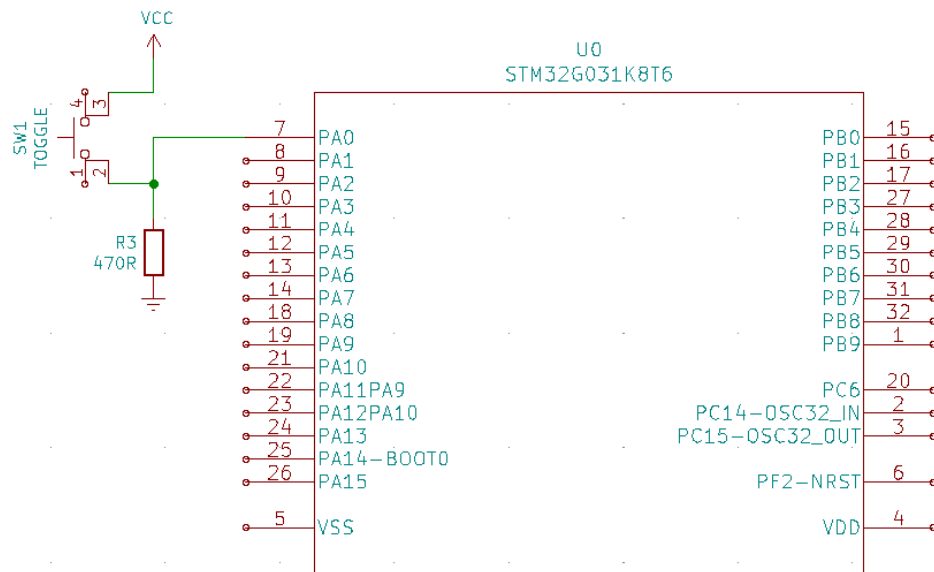 VCC
U0
STM32G031K8T6
4
3
SW1
TOGGLE
1
2
R3
470R
7 PA0
8 PA1
9 PA2
10 PA3
11 PA4
12 PA5
13 PA6
14 PA7
18 PA8
19 PA9
21 PA10
22 PA11PA9
23 PA12PA10
24 PA13
25 PA14-BOOT0
26 PA15
5 VSS
PB0 15
PB1 16
PB2 17
PB3 27
PB4 28
PB5 29
PB6 30
PB7 31
PB8 32
PB9 1
PC6 20
PC14-OSC32_IN 2
PC15-OSC32_OUT 3
PF2-NRST 6
VDD 4